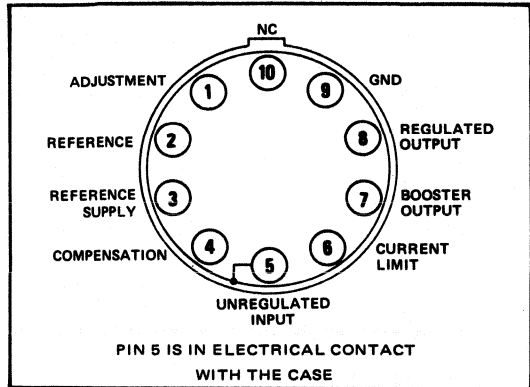 NC
10
ADJUSTMENT
1
9
GND
REFERENCE
2
8
REGULATED
OUTPUT
REFERENCE
SUPPLY
3
7
BOOSTER
OUTPUT
COMPENSATION
4
5
6
CURRENT
LIMIT
UNREGULATED
INPUT
PIN 5 IS IN ELECTRICAL CONTACT
WITH THE CASE